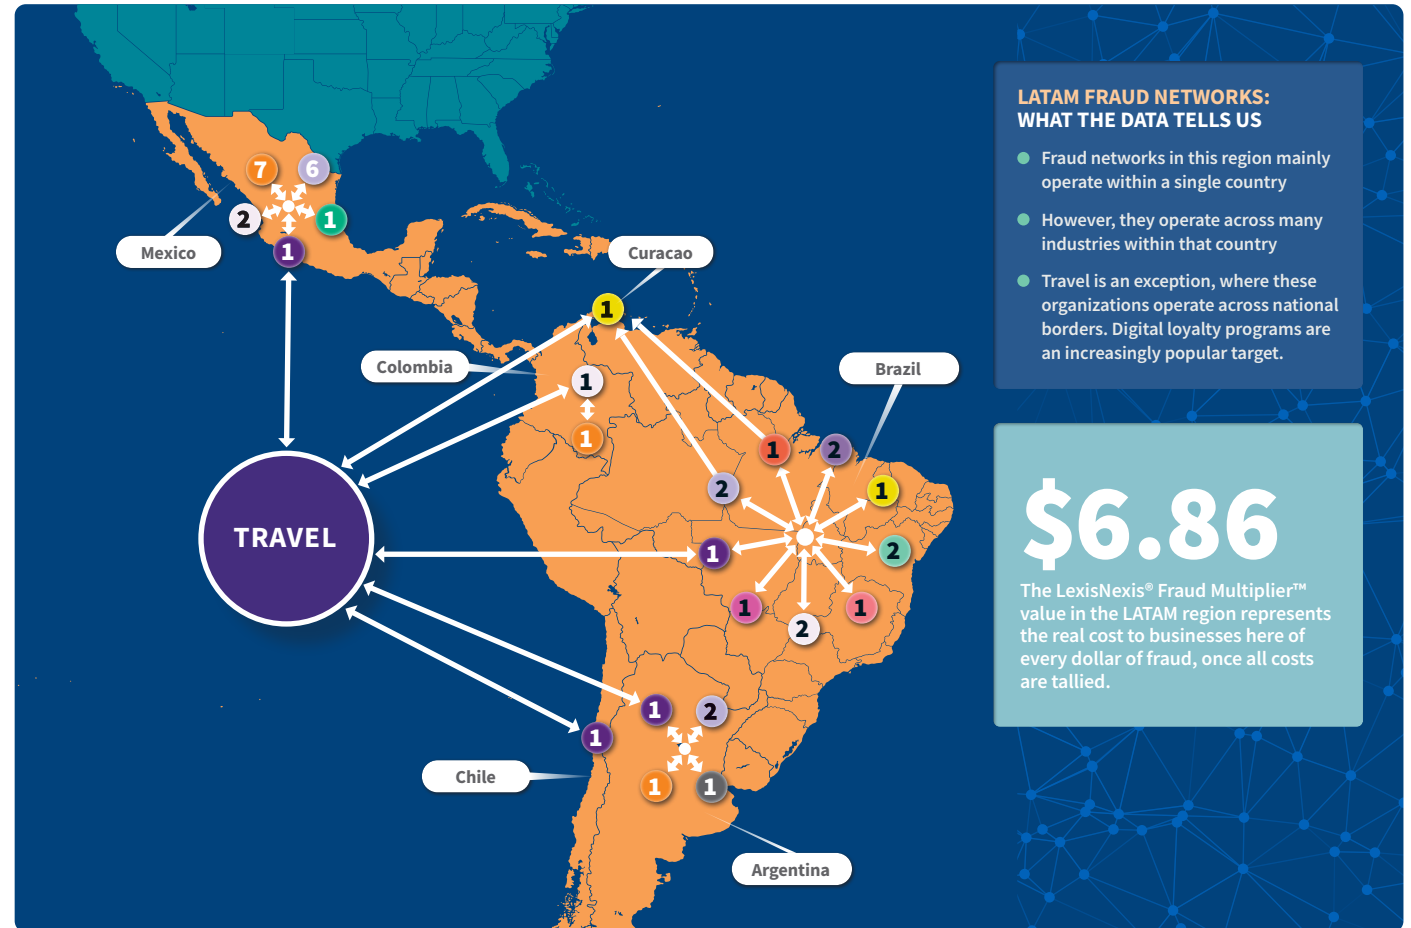 7
6
2
1
1
Mexico
Curacao
1
Colombia
1
1
Brazil
1
2
2
1
1
2
1
1
2
TRAVEL
1
2
1
1
1
Chile
Argentina
LATAM FRAUD NETWORKS:
WHAT THE DATA TELLS US
Fraud networks in this region mainly
operate within a single country
However, they operate across many
industries within that country
Travel is an exception, where these
organizations operate across national
borders. Digital loyalty programs are
an increasingly popular target.
$6.86
The LexisNexis® Fraud Multiplier™
value in the LATAM region represents
the real cost to businesses here of
every dollar of fraud, once all costs
are tallied.